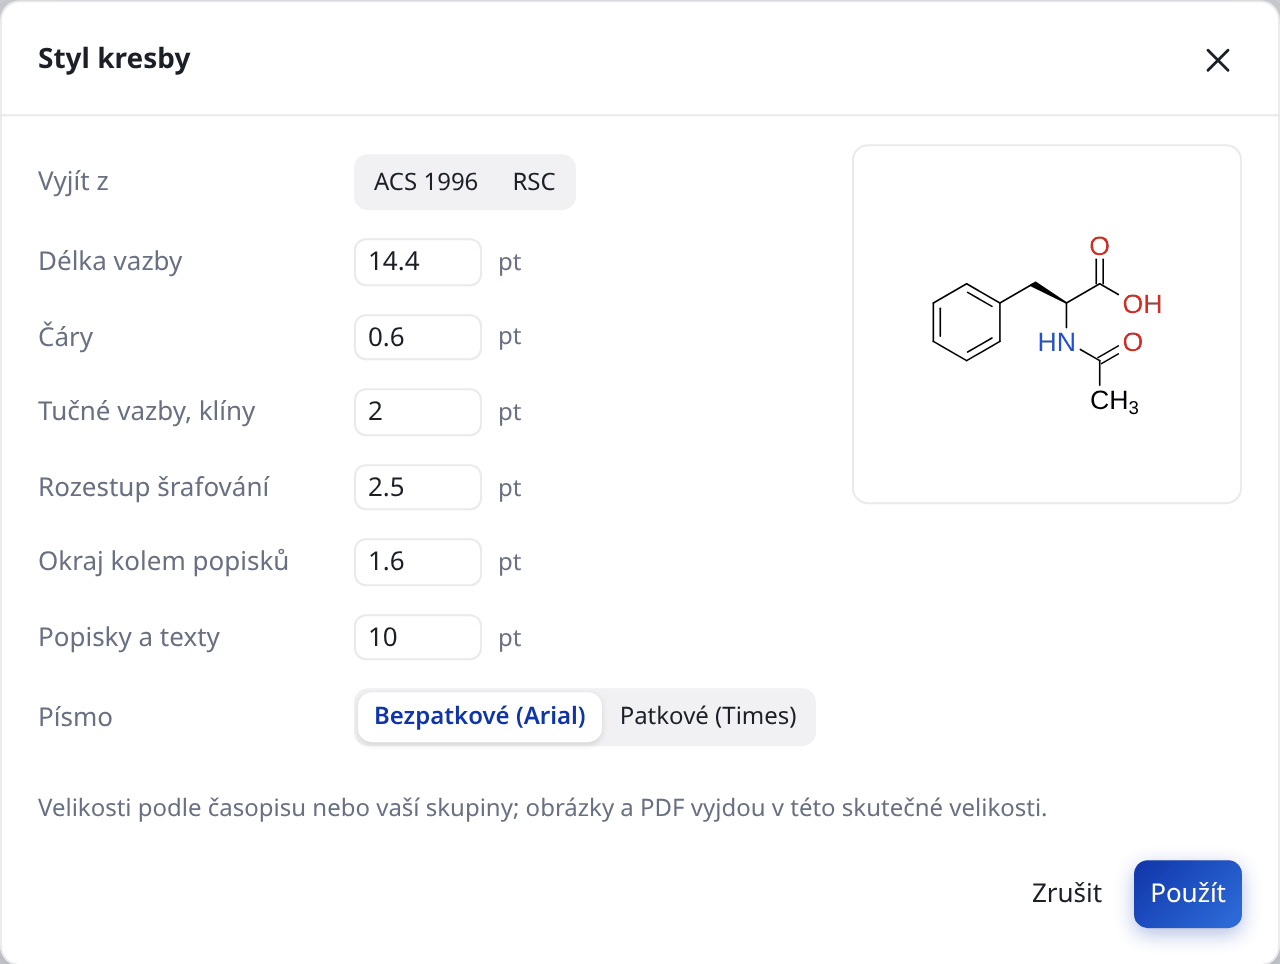 Styl kresby
Vyjít z ACS 1996 RSC
Délka vazby 14.4 pt
Čáry 0.6 pt
Tučné vazby, klíny 2 pt
Rozestup šrafování 2.5 pt
Okraj kolem popisků 1.6 pt
Popisky a texty 10 pt
Písmo Bezpatkové (Arial) Patkové (Times)
O
OH
HN O
CH3
Velikosti podle časopisu nebo vaší skupiny; obrázky a PDF vyjdou v této skutečné velikosti.
Zrušit Použít